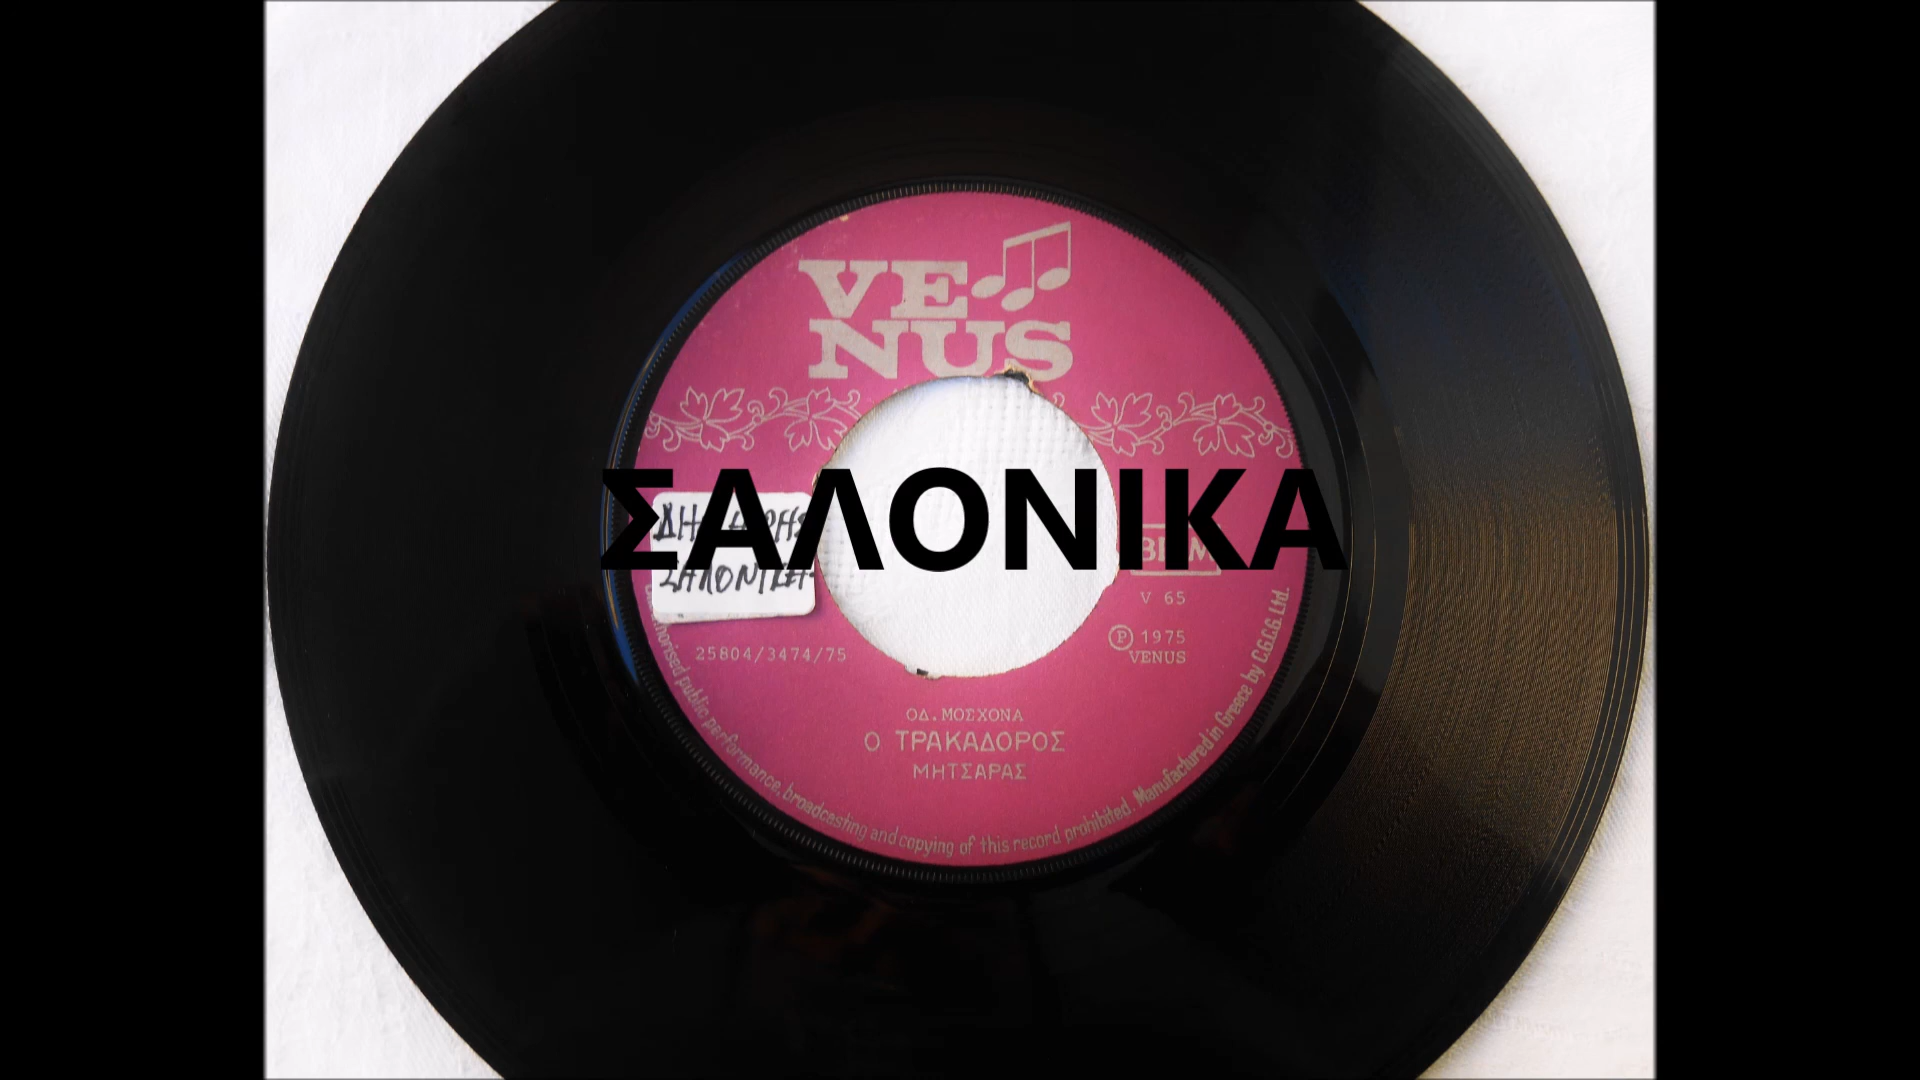 VE
NUS
ΣΑΛΟΝΙΚΑ
V 65
25804/3474/75
Ⓟ 1975
VENUS
ΟΔ.ΜΟΣΧΟΝΑ
Ο ΤΡΑΚΑΔΟΡΟΣ
ΜΗΤΣΑΡΑΣ
public performance, broadcasting and copying of this record prohibited. Manufactured in Greece by C.G.C.G. Ltd.